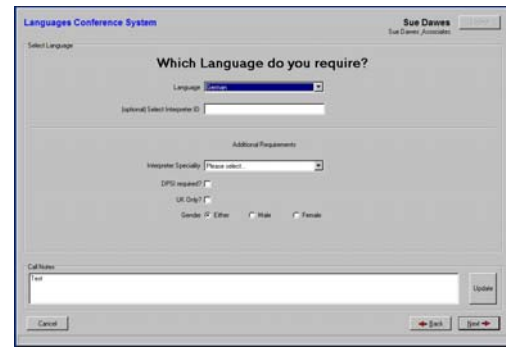 Languages Conference System
Sue Dawes
Sue Dawes Associates
Select Language
Which Language do you require?
Language German
(optional) Select Interpreter ID
Additional Requirements
Interpreter Speciality Please select...
DPSI required?
UK Only?
Gender Either Male Female
Call Notes
Test
Update
Cancel
Back Next